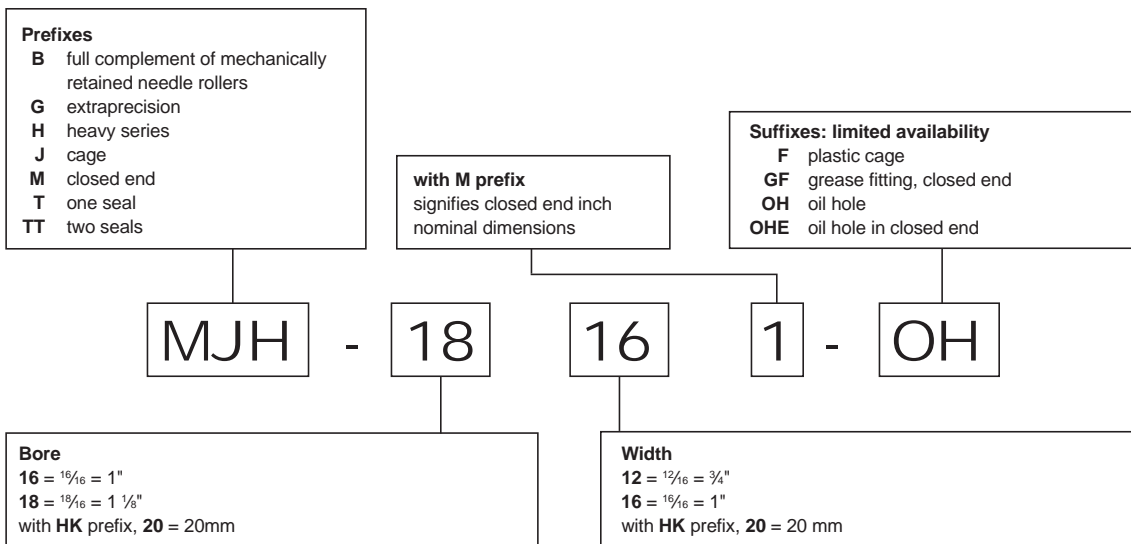 Prefixes
B full complement of mechanically
retained needle rollers
G extraprecision
H heavy series
J cage
M closed end
T one seal
TT two seals
with M prefix
signifies closed end inch
nominal dimensions
Suffixes: limited availability
F plastic cage
GF grease fitting, closed end
OH oil hole
OHE oil hole in closed end
MJH - 18 16 1 - OH
Bore
16 = 16⁄16 = 1"
18 = 18⁄16 = 1 1⁄8"
with HK prefix, 20 = 20mm
Width
12 = 12⁄16 = 3⁄4"
16 = 16⁄16 = 1"
with HK prefix, 20 = 20 mm